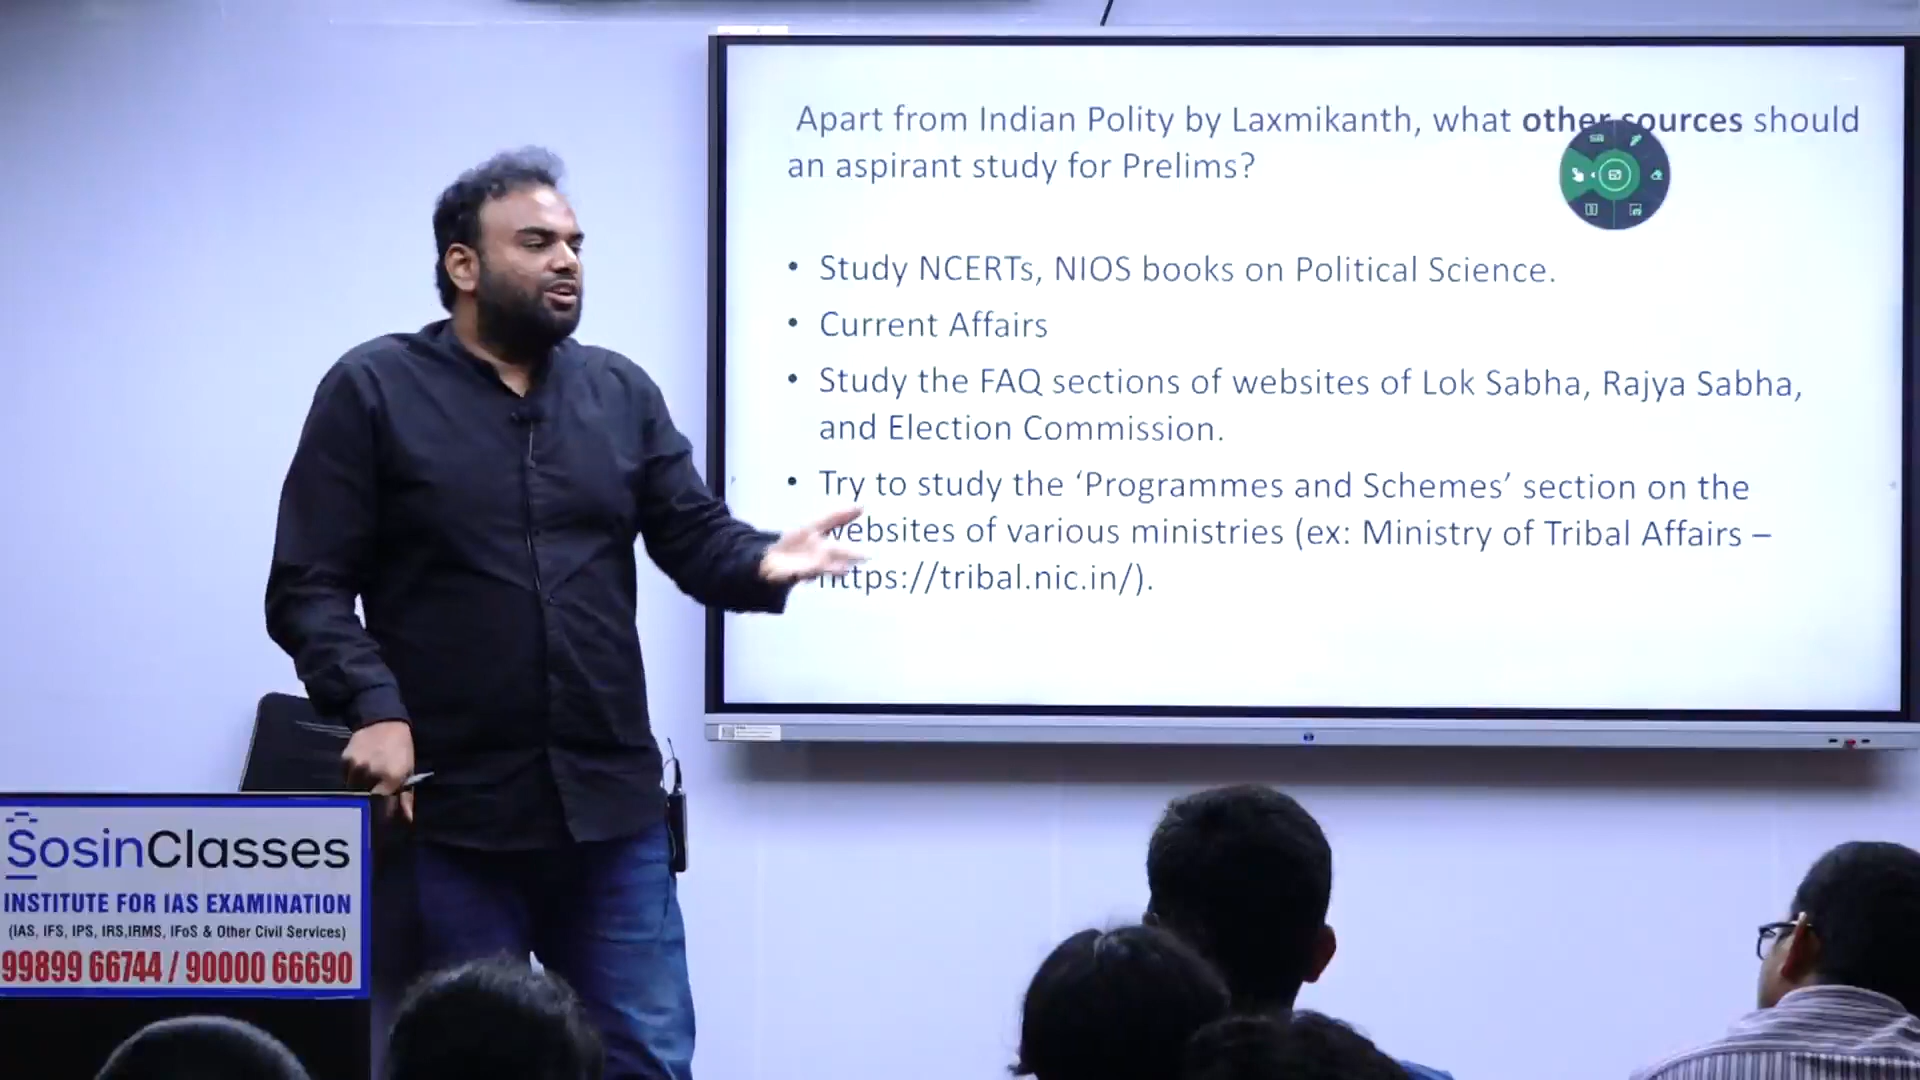 Apart from Indian Polity by Laxmikanth, what other sources should
an aspirant study for Prelims?
• Study NCERTs, NIOS books on Political Science.
• Current Affairs
• Study the FAQ sections of websites of Lok Sabha, Rajya Sabha,
and Election Commission.
• Try to study the ‘Programmes and Schemes’ section on the
websites of various ministries (ex: Ministry of Tribal Affairs –
https://tribal.nic.in/).
SosinClasses
INSTITUTE FOR IAS EXAMINATION
(IAS, IFS, IPS, IRS,IRMS, IFoS & Other Civil Services)
99899 66744 / 90000 66690